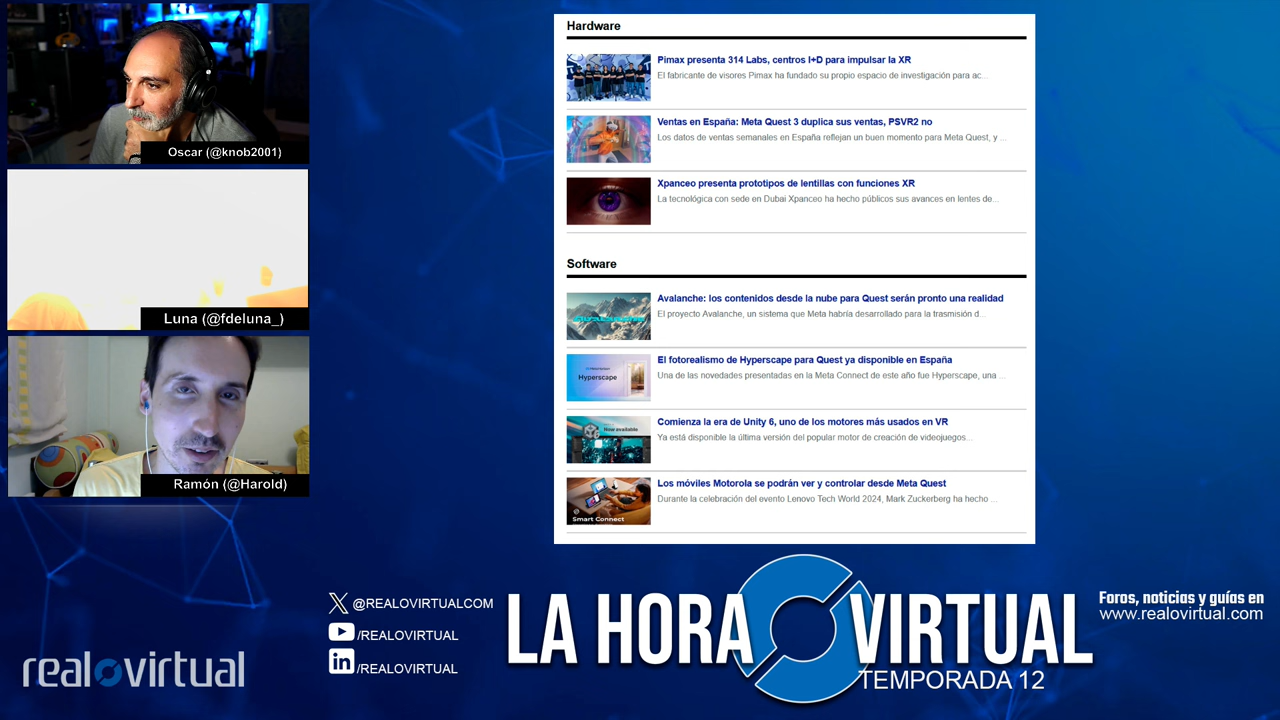 Oscar (@knob2001)
Luna (@fdeluna_)
Ramón (@Harold)
Hardware
Pimax presenta 314 Labs, centros I+D para impulsar la XR
El fabricante de visores Pimax ha fundado su propio espacio de investigación para ac...
Ventas en España: Meta Quest 3 duplica sus ventas, PSVR2 no
Los datos de ventas semanales en España reflejan un buen momento para Meta Quest, y ...
Xpanceo presenta prototipos de lentillas con funciones XR
La tecnológica con sede en Dubai Xpanceo ha hecho públicos sus avances en lentes de...
Software
Avalanche: los contenidos desde la nube para Quest serán pronto una realidad
El proyecto Avalanche, un sistema que Meta habría desarrollado para la trasmisión d...
AVALANCHE
El fotorealismo de Hyperscape para Quest ya disponible en España
Una de las novedades presentadas en la Meta Connect de este año fue Hyperscape, una ...
Hyperscape
Comienza la era de Unity 6, uno de los motores más usados en VR
Ya está disponible la última versión del popular motor de creación de videojuegos...
Now available
Los móviles Motorola se podrán ver y controlar desde Meta Quest
Durante la celebración del evento Lenovo Tech World 2024, Mark Zuckerberg ha hecho ...
Smart Connect
@REALOVIRTUALCOM
/REALOVIRTUAL
/REALOVIRTUAL
LA HORA VIRTUAL
TEMPORADA 12
Foros, noticias y guías en
www.realovirtual.com
realovirtual